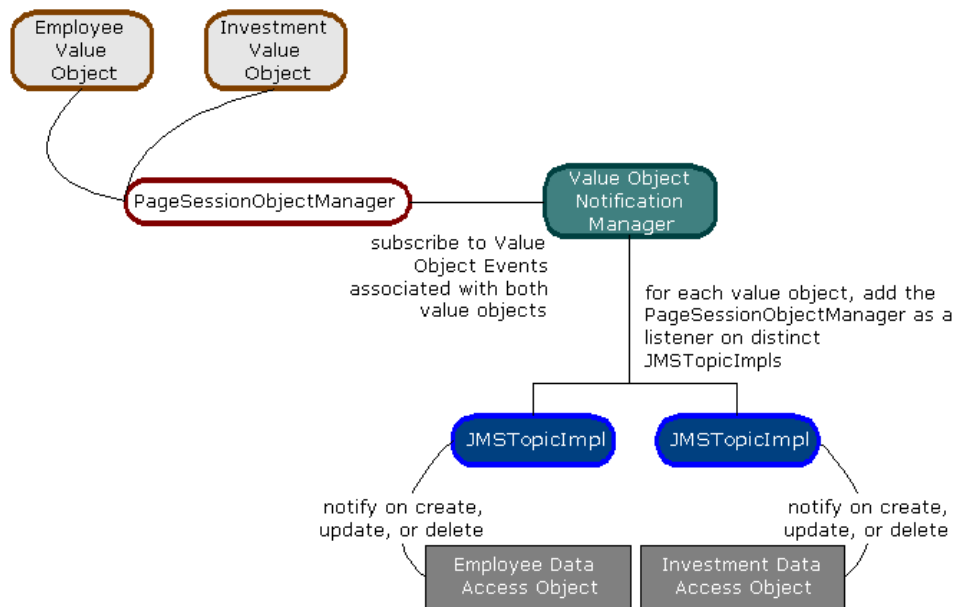 Employee
Value
Object
Investment
Value
Object
PageSessionObjectManager
Value Object
Notification
Manager
subscribe to Value
Object Events
associated with both
value objects
for each value object, add the
PageSessionObjectManager as a
listener on distinct
JMSTopicImpls
JMSTopicImpl
JMSTopicImpl
notify on create,
update, or delete
notify on create,
update, or delete
Employee Data
Access Object
Investment Data
Access Object